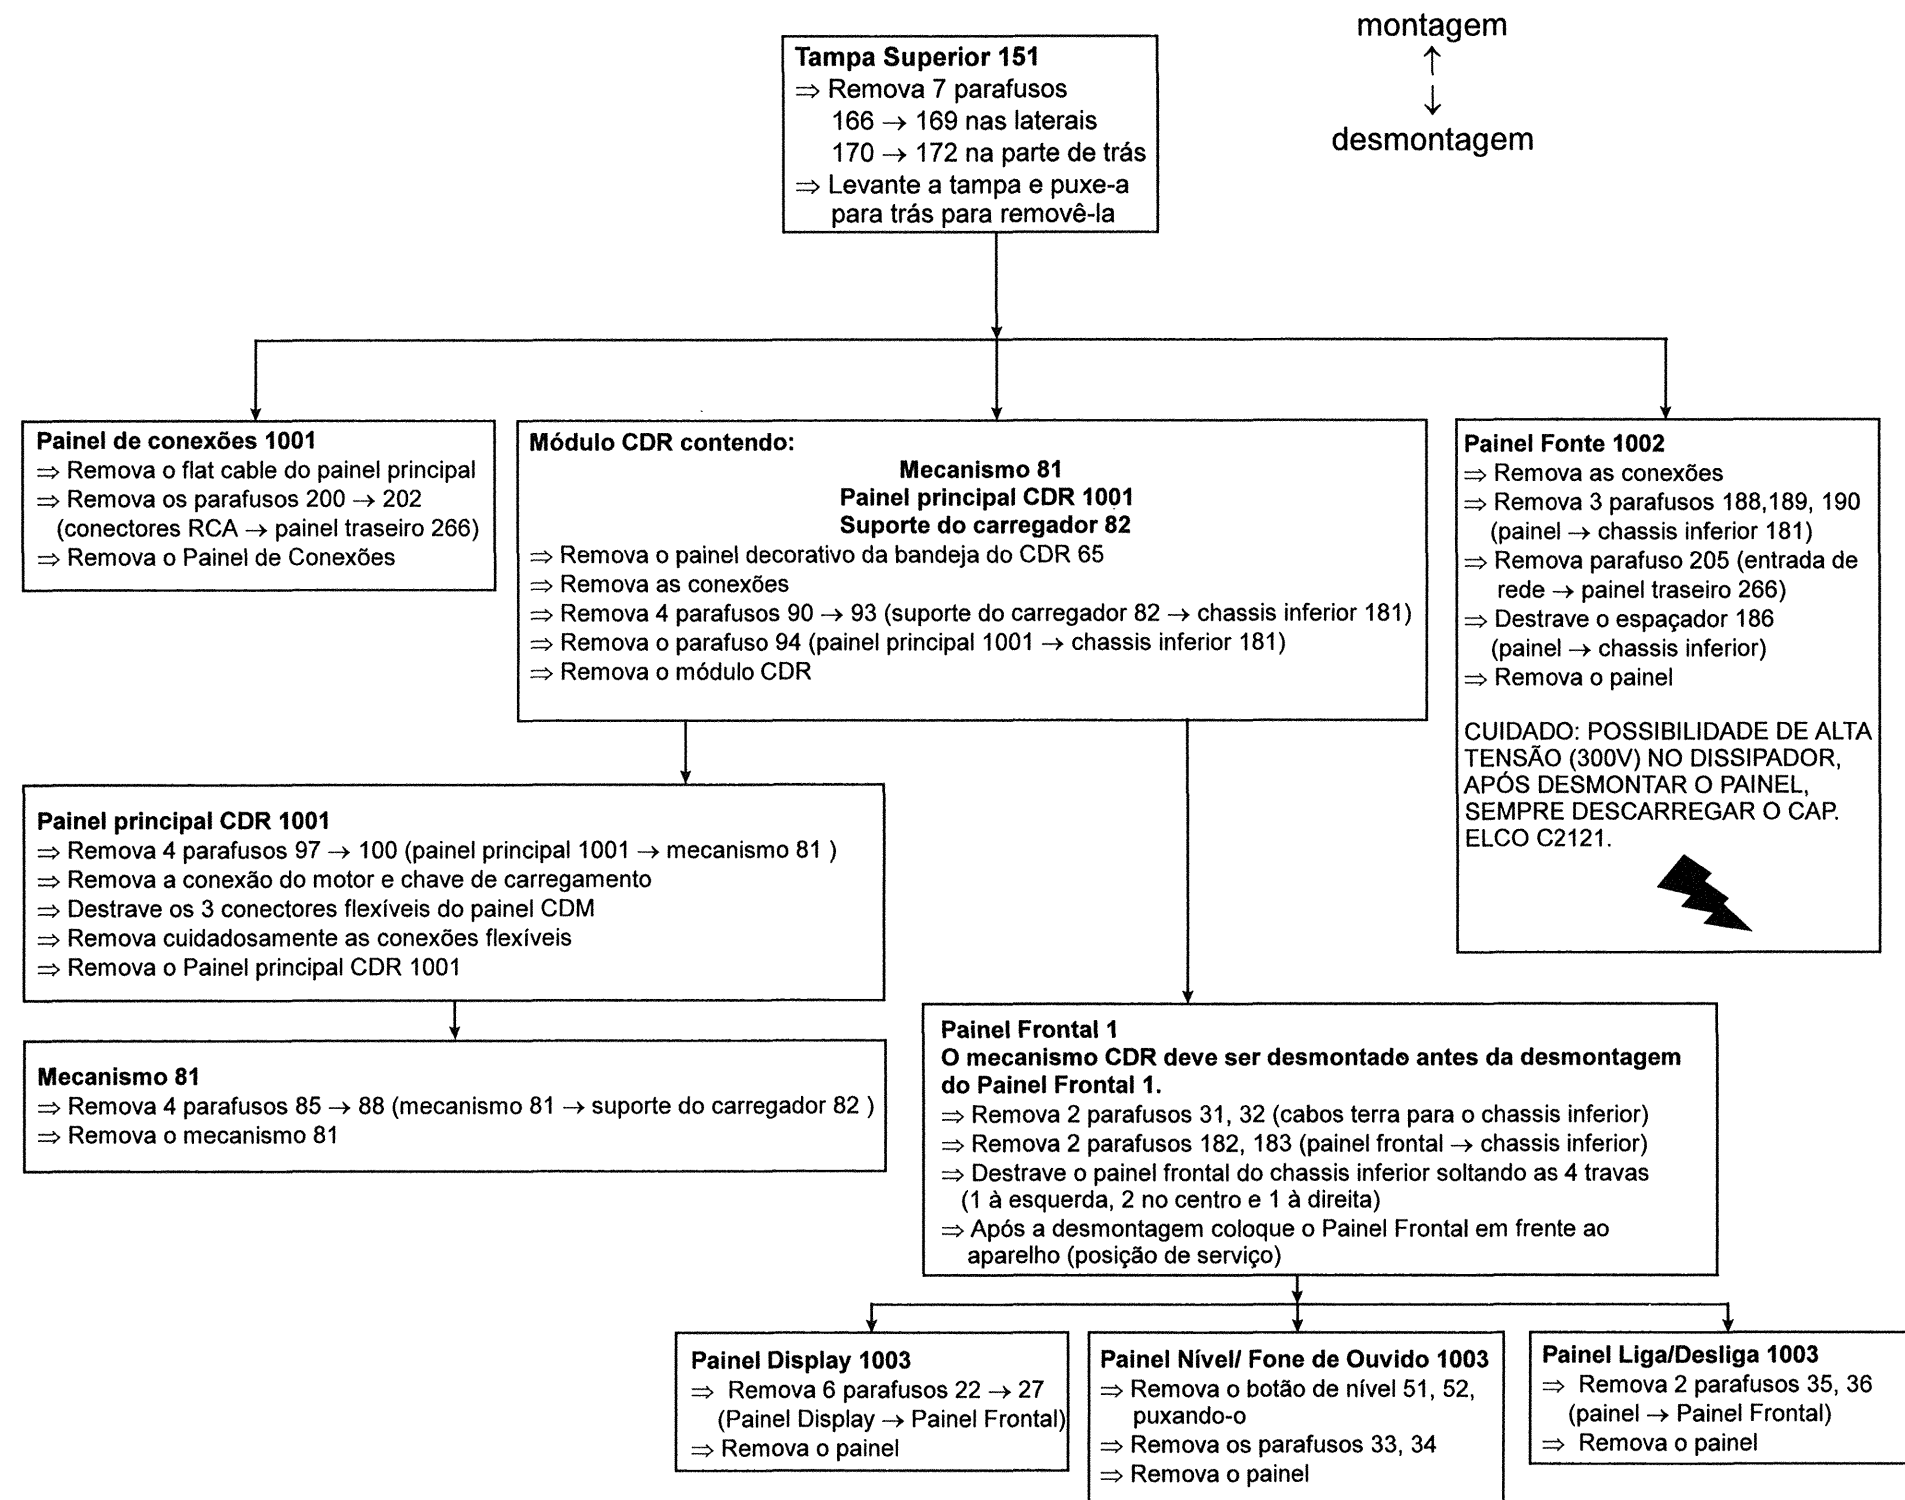 montagem
↑
↓
desmontagem
Tampa Superior 151
⇒ Remova 7 parafusos
166 → 169 nas laterais
170 → 172 na parte de trás
⇒ Levante a tampa e puxe-a
para trás para removê-la
Painel de conexões 1001
⇒ Remova o flat cable do painel principal
⇒ Remova os parafusos 200 → 202
(conectores RCA → painel traseiro 266)
⇒ Remova o Painel de Conexões
Módulo CDR contendo:
Mecanismo 81
Painel principal CDR 1001
Suporte do carregador 82
⇒ Remova o painel decorativo da bandeja do CDR 65
⇒ Remova as conexões
⇒ Remova 4 parafusos 90 → 93 (suporte do carregador 82 → chassis inferior 181)
⇒ Remova o parafuso 94 (painel principal 1001 → chassis inferior 181)
⇒ Remova o módulo CDR
Painel Fonte 1002
⇒ Remova as conexões
⇒ Remova 3 parafusos 188,189, 190
(painel → chassis inferior 181)
⇒ Remova parafuso 205 (entrada de
rede → painel traseiro 266)
⇒ Destrave o espaçador 186
(painel → chassis inferior)
⇒ Remova o painel
CUIDADO: POSSIBILIDADE DE ALTA
TENSÃO (300V) NO DISSIPADOR,
APÓS DESMONTAR O PAINEL,
SEMPRE DESCARREGAR O CAP.
ELCO C2121.
Painel principal CDR 1001
⇒ Remova 4 parafusos 97 → 100 (painel principal 1001 → mecanismo 81 )
⇒ Remova a conexão do motor e chave de carregamento
⇒ Destrave os 3 conectores flexíveis do painel CDM
⇒ Remova cuidadosamente as conexões flexíveis
⇒ Remova o Painel principal CDR 1001
Mecanismo 81
⇒ Remova 4 parafusos 85 → 88 (mecanismo 81 → suporte do carregador 82 )
⇒ Remova o mecanismo 81
Painel Frontal 1
O mecanismo CDR deve ser desmontado antes da desmontagem
do Painel Frontal 1.
⇒ Remova 2 parafusos 31, 32 (cabos terra para o chassis inferior)
⇒ Remova 2 parafusos 182, 183 (painel frontal → chassis inferior)
⇒ Destrave o painel frontal do chassis inferior soltando as 4 travas
(1 à esquerda, 2 no centro e 1 à direita)
⇒ Após a desmontagem coloque o Painel Frontal em frente ao
aparelho (posição de serviço)
Painel Display 1003
⇒ Remova 6 parafusos 22 → 27
(Painel Display → Painel Frontal)
⇒ Remova o painel
Painel Nível/ Fone de Ouvido 1003
⇒ Remova o botão de nível 51, 52,
puxando-o
⇒ Remova os parafusos 33, 34
⇒ Remova o painel
Painel Liga/Desliga 1003
⇒ Remova 2 parafusos 35, 36
(painel → Painel Frontal)
⇒ Remova o painel